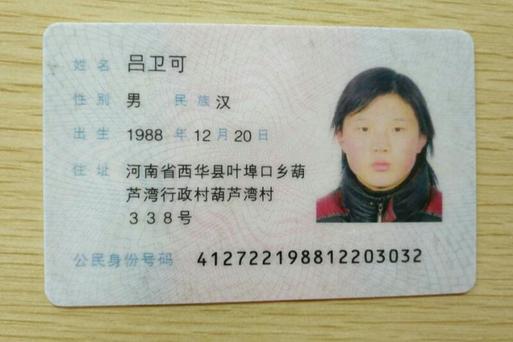 姓名 吕卫可
性别 男 民族 汉
出生 1988 年 12 月 20 日
住址 河南省西华县叶埠口乡葫
芦湾行政村葫芦湾村
338号
公民身份号码 412722198812203032